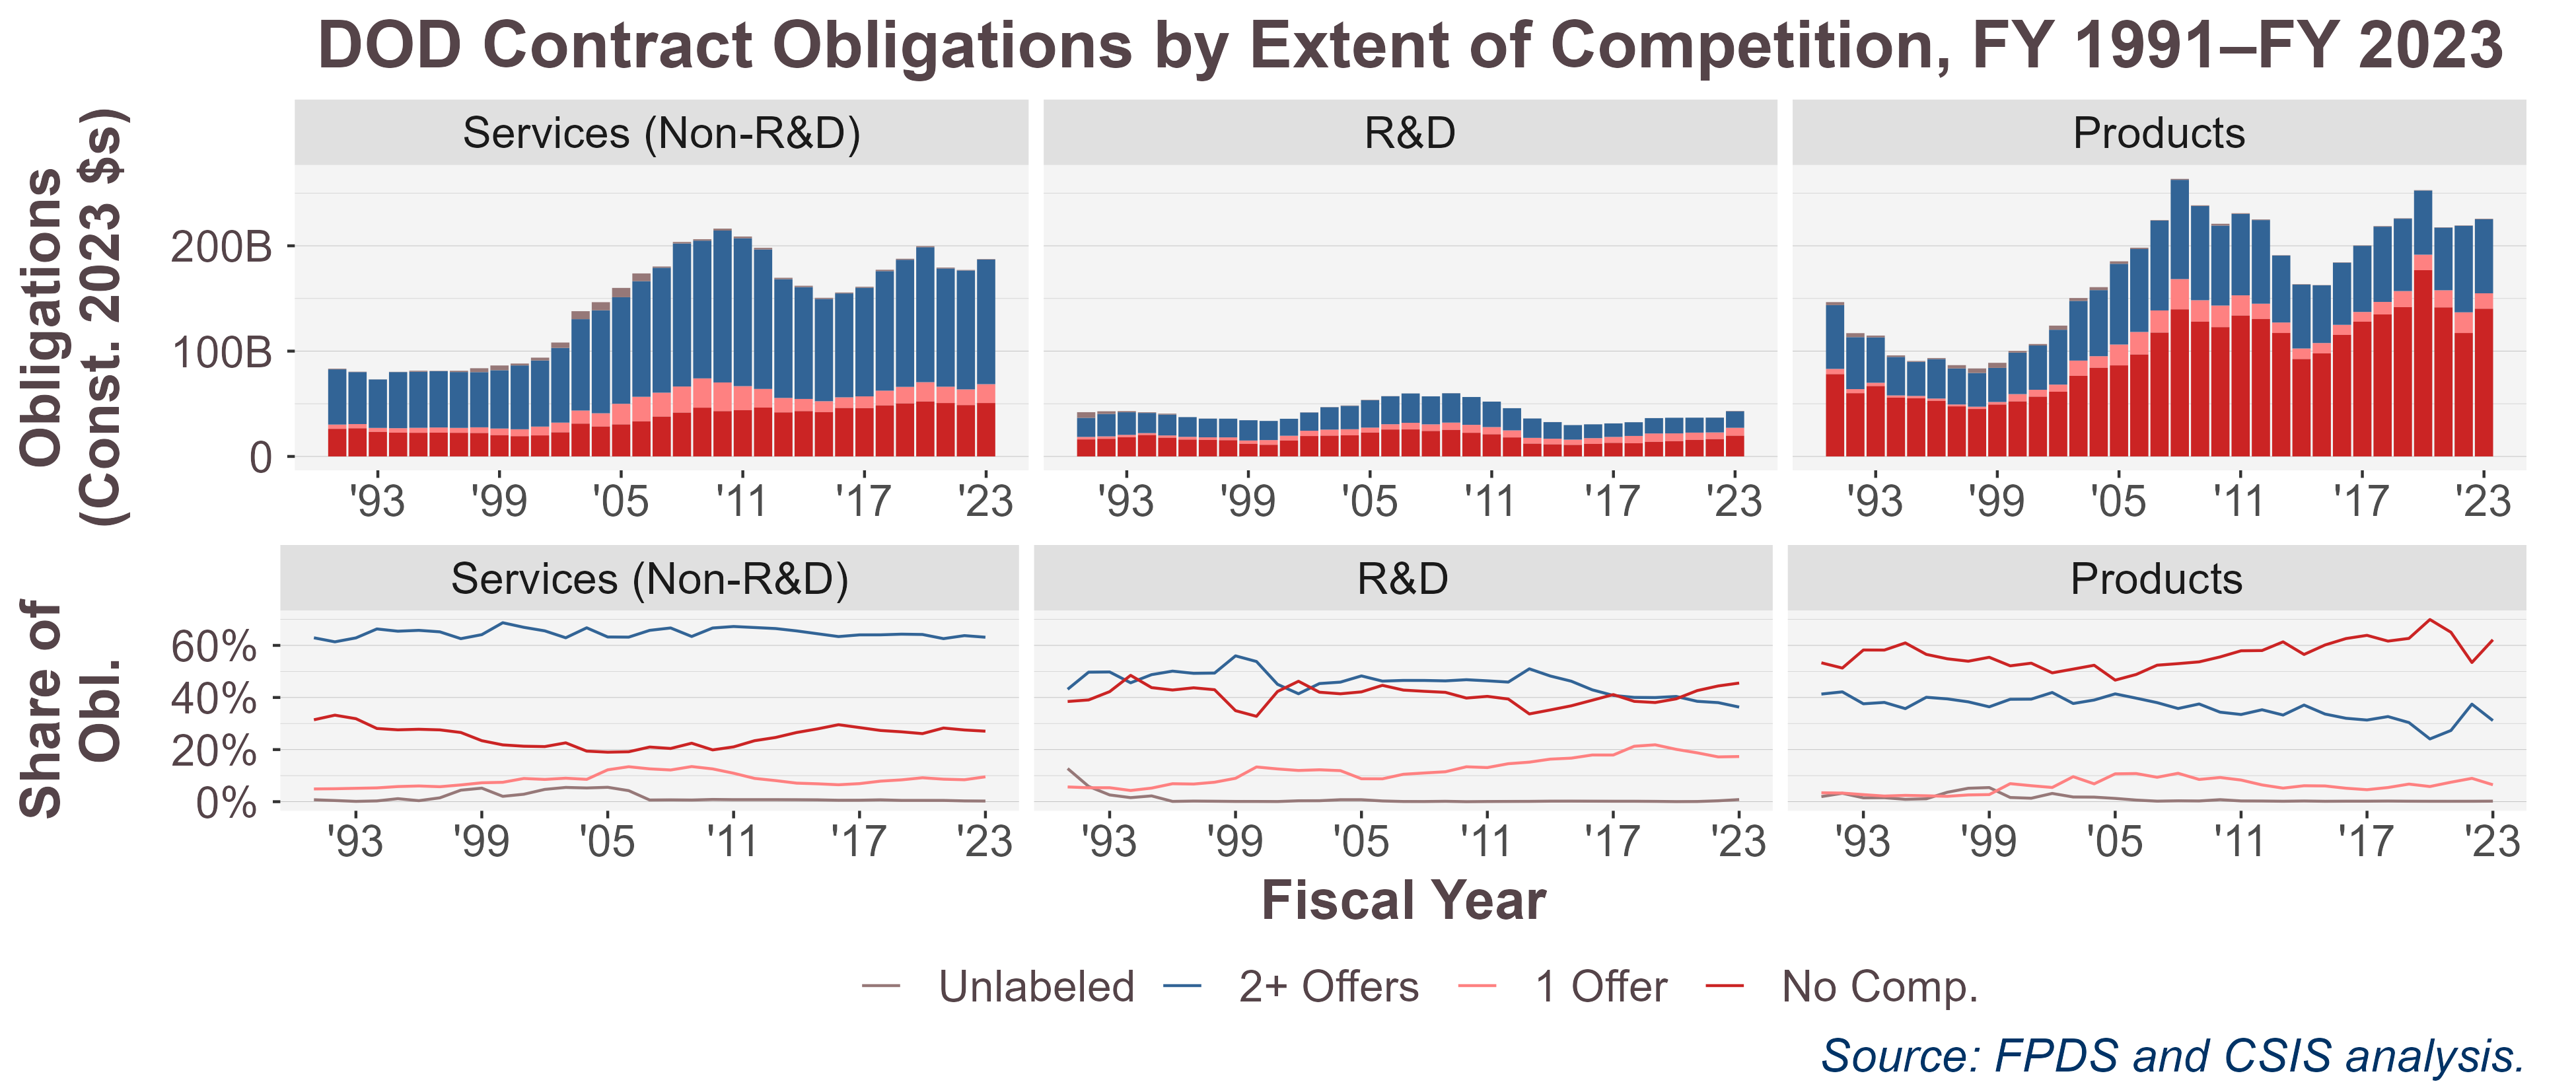 DOD Contract Obligations by Extent of Competition, FY 1991–FY 2023
Obligations
(Const. 2023 $s)
Services (Non-R&D)
R&D
Products
200B
100B
0
'93 '99 '05 '11 '17 '23
'93 '99 '05 '11 '17 '23
'93 '99 '05 '11 '17 '23
Share of
Obl.
Services (Non-R&D)
R&D
Products
60%
40%
20%
0%
'93 '99 '05 '11 '17 '23
'93 '99 '05 '11 '17 '23
'93 '99 '05 '11 '17 '23
Fiscal Year
Unlabeled 2+ Offers 1 Offer No Comp.
Source: FPDS and CSIS analysis.